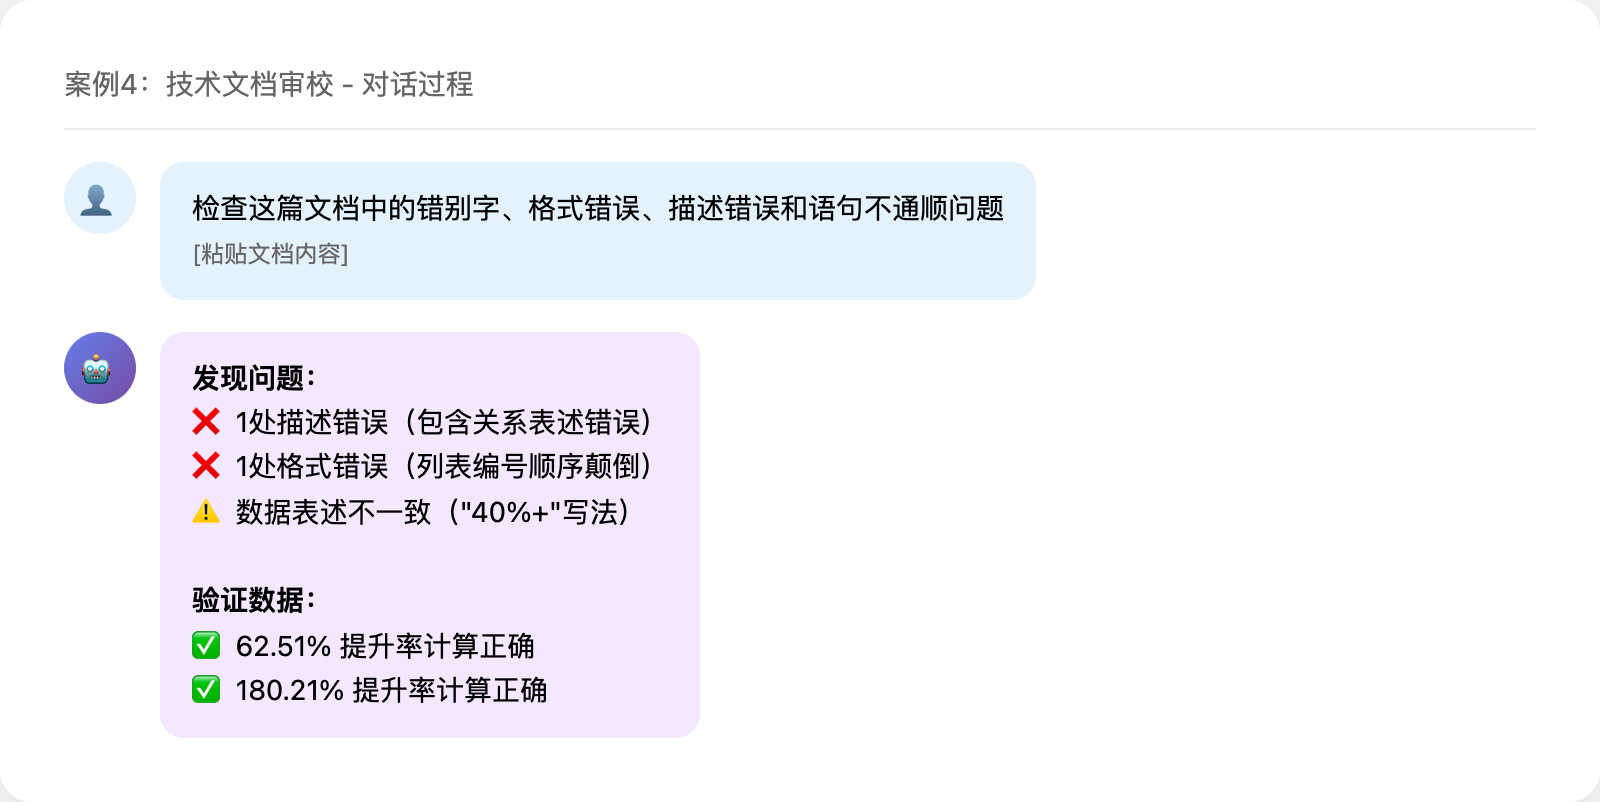 案例4：技术文档审校 - 对话过程
检查这篇文档中的错别字、格式错误、描述错误和语句不通顺问题
[粘贴文档内容]
发现问题：
❌ 1处描述错误（包含关系表述错误）
❌ 1处格式错误（列表编号顺序颠倒）
⚠️ 数据表述不一致（"40%+"写法）
验证数据：
✅ 62.51% 提升率计算正确
✅ 180.21% 提升率计算正确